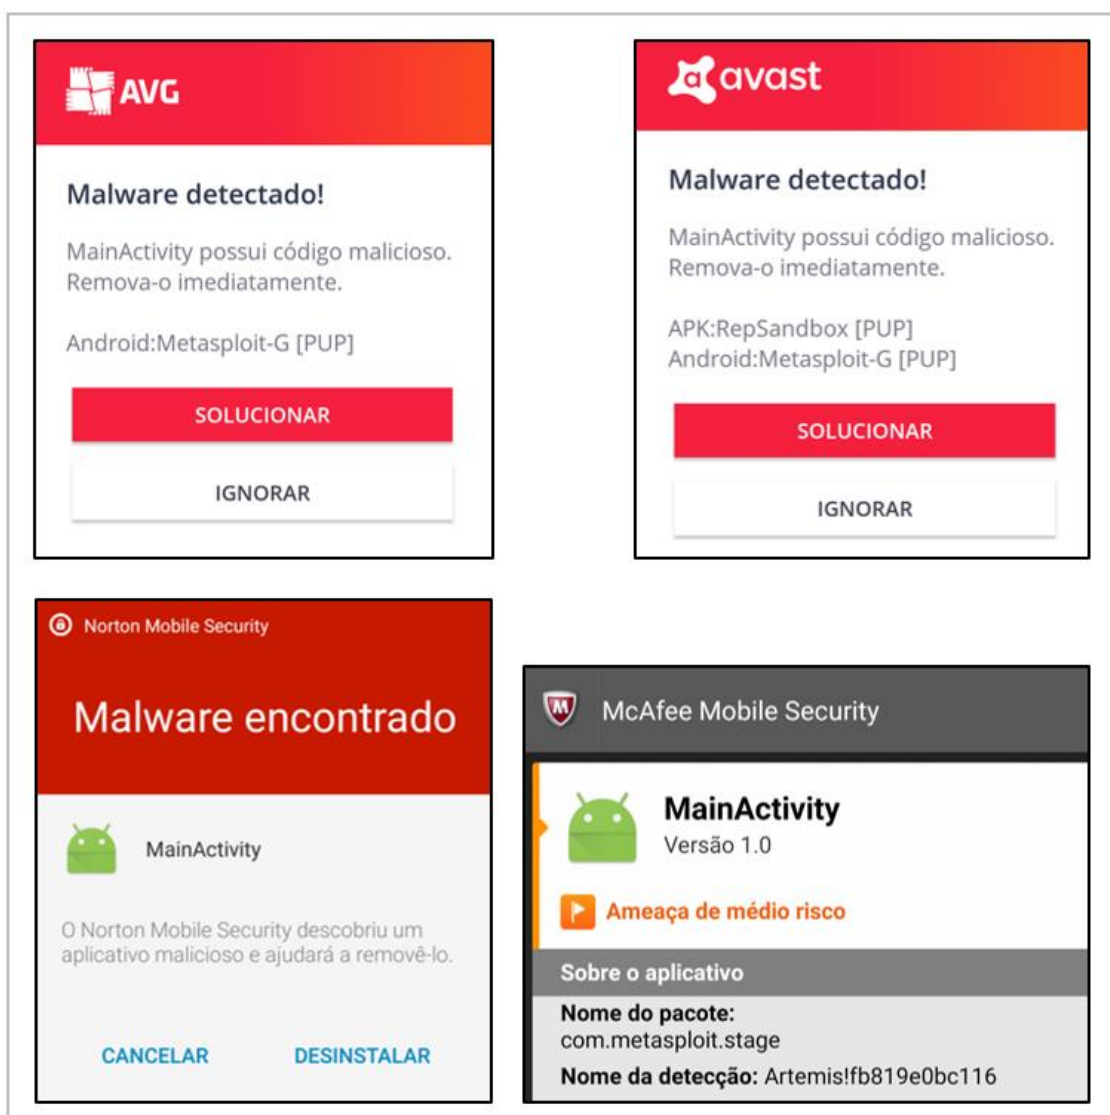 AVG
Malware detectado!
MainActivity possui código malicioso.
Remova-o imediatamente.
Android:Metasploit-G [PUP]
SOLUCIONAR
IGNORAR
avast
Malware detectado!
MainActivity possui código malicioso.
Remova-o imediatamente.
APK:RepSandbox [PUP]
Android:Metasploit-G [PUP]
SOLUCIONAR
IGNORAR
Norton Mobile Security
Malware encontrado
MainActivity
O Norton Mobile Security descobriu um
aplicativo malicioso e ajudará a removê-lo.
CANCELAR DESINSTALAR
McAfee Mobile Security
MainActivity
Versão 1.0
Ameaça de médio risco
Sobre o aplicativo
Nome do pacote:
com.metasploit.stage
Nome da detecção: Artemis!fb819e0bc116